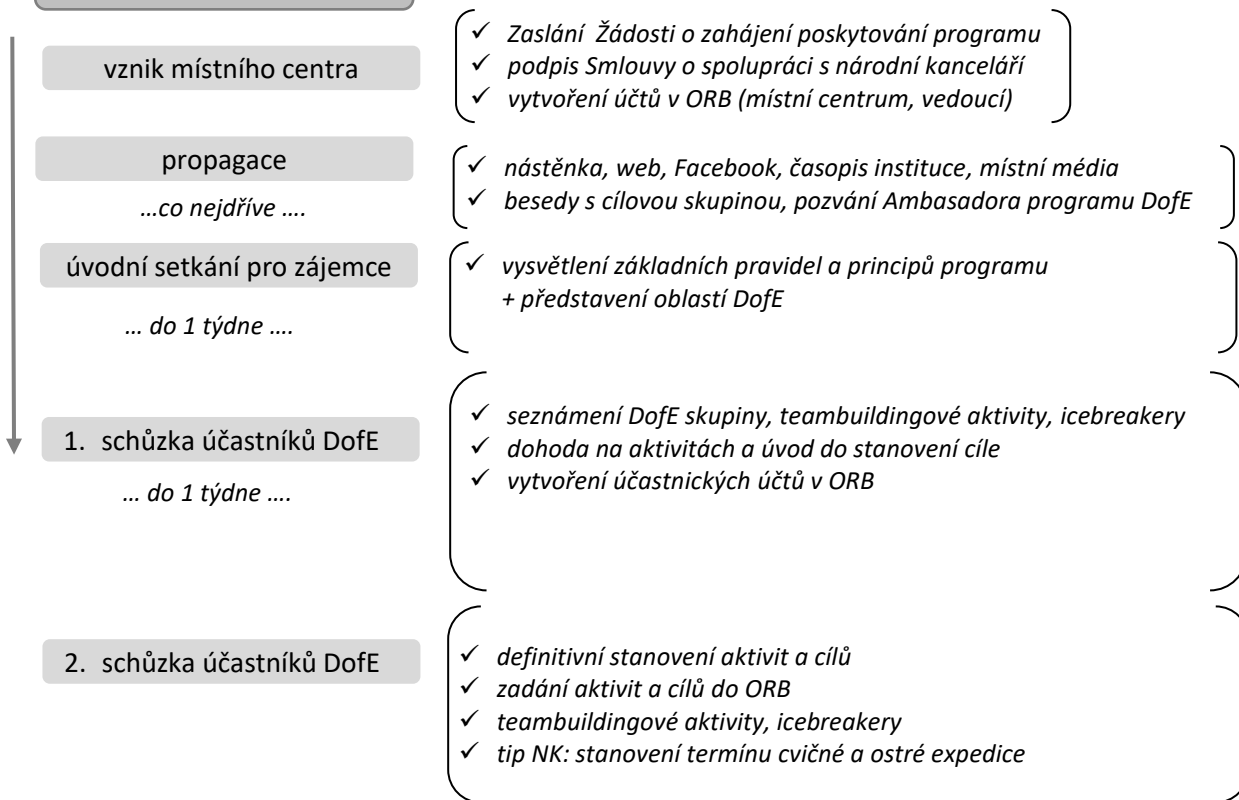 vznik místního centra
✓ Zaslání Žádosti o zahájení poskytování programu
✓ podpis Smlouvy o spolupráci s národní kanceláří
✓ vytvoření účtů v ORB (místní centrum, vedoucí)
propagace
…co nejdříve ….
✓ nástěnka, web, Facebook, časopis instituce, místní média
✓ besedy s cílovou skupinou, pozvání Ambasadora programu DofE
úvodní setkání pro zájemce
… do 1 týdne ….
✓ vysvětlení základních pravidel a principů programu
+ představení oblastí DofE
1. schůzka účastníků DofE
… do 1 týdne ….
✓ seznámení DofE skupiny, teambuildingové aktivity, icebreakery
✓ dohoda na aktivitách a úvod do stanovení cíle
✓ vytvoření účastnických účtů v ORB
2. schůzka účastníků DofE
✓ definitivní stanovení aktivit a cílů
✓ zadání aktivit a cílů do ORB
✓ teambuildingové aktivity, icebreakery
✓ tip NK: stanovení termínu cvičné a ostré expedice